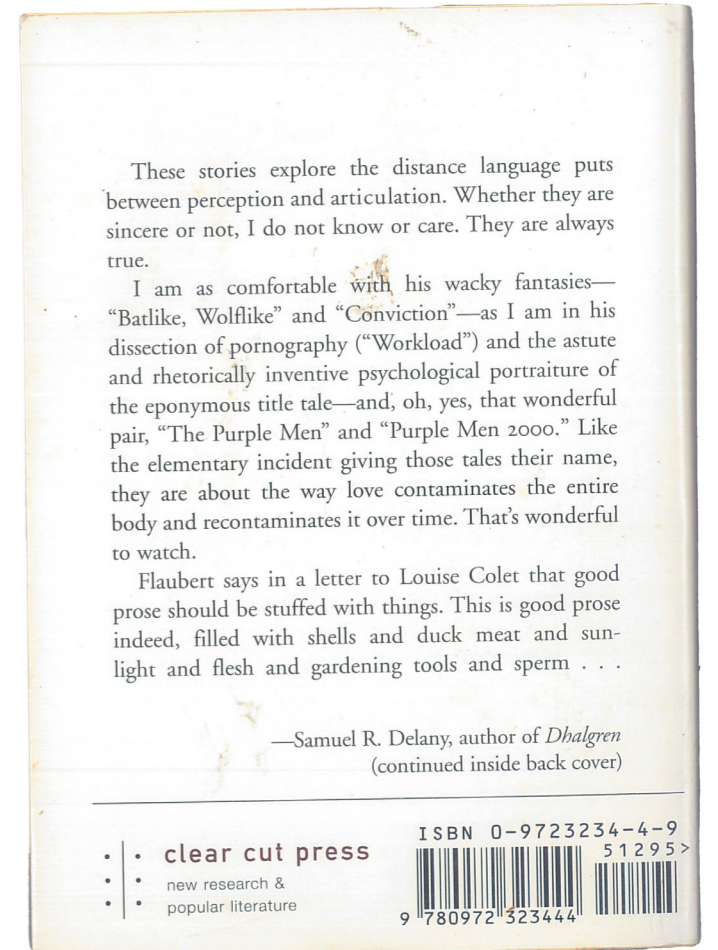 These stories explore the distance language puts
between perception and articulation. Whether they are
sincere or not, I do not know or care. They are always
true.
I am as comfortable with his wacky fantasies—
“Batlike, Wolflike” and “Conviction”—as I am in his
dissection of pornography (“Workload”) and the astute
and rhetorically inventive psychological portraiture of
the eponymous title tale—and, oh, yes, that wonderful
pair, “The Purple Men” and “Purple Men 2000.” Like
the elementary incident giving those tales their name,
they are about the way love contaminates the entire
body and recontaminates it over time. That’s wonderful
to watch.
Flaubert says in a letter to Louise Colet that good
prose should be stuffed with things. This is good prose
indeed, filled with shells and duck meat and sun-
light and flesh and gardening tools and sperm . . .
—Samuel R. Delany, author of Dhalgren
(continued inside back cover)
clear cut press
new research &
popular literature
ISBN 0-9723234-4-9
51295>
9 780972 323444